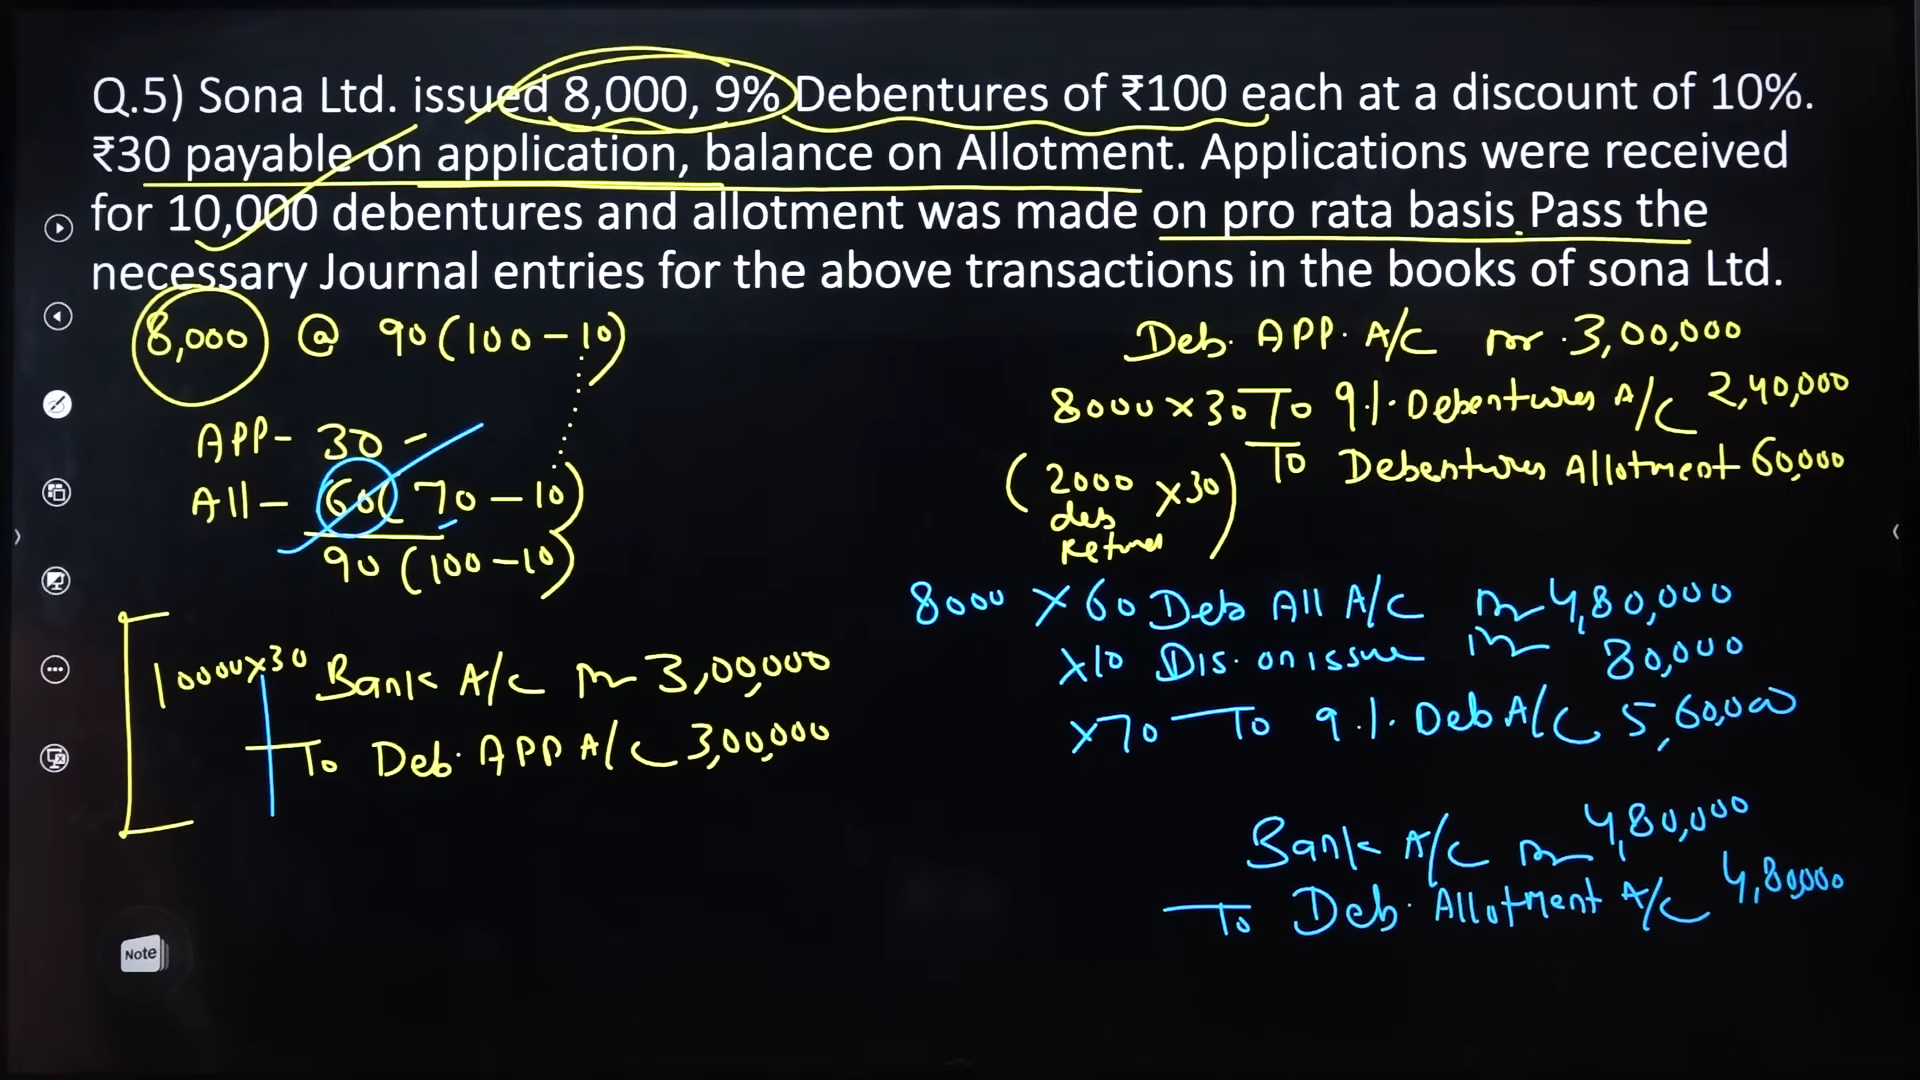 Q.5) Sona Ltd. issued 8,000, 9% Debentures of ₹100 each at a discount of 10%.
₹30 payable on application, balance on Allotment. Applications were received
for 10,000 debentures and allotment was made on pro rata basis. Pass the
necessary Journal entries for the above transactions in the books of sona Ltd.
8,000 @ 90 (100-10)
APP- 30 -
All - 60( 70 - 10)
90 (100-10)
10000x30 Bank A/C Dr 3,00,000
To Deb. APP A/C 3,00,000
Deb. APP. A/C Dr. 3,00,000
8000 x 30 To 9%. Debentures A/C 2,40,000
(2000 x30) To Debentures Allotment 60,000
deb
8000 x 60 Deb All A/C Dr 4,80,000
x10 Dis. on issue Dr 80,000
x70 To 9%. Deb A/C 5,60,000
Bank A/C Dr 4,80,000
To Deb. Allotment A/C 4,80,000
Note